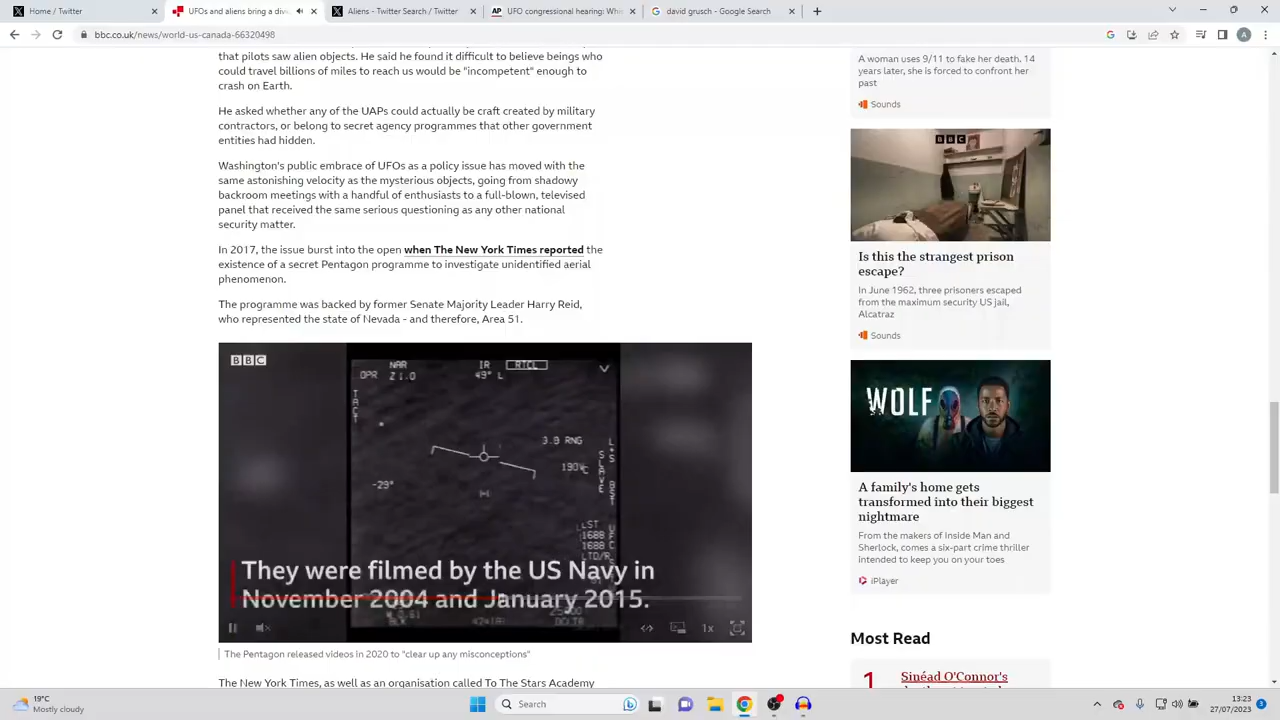 Home / Twitter
UFOs and aliens bring a div
Aliens - Twitter Search / Twitter
UFO congressional hearing: Whi
david grusch - Google Search
bbc.co.uk/news/world-us-canada-66320498
that pilots saw alien objects. He said he found it difficult to believe beings who
could travel billions of miles to reach us would be "incompetent" enough to
crash on Earth.
He asked whether any of the UAPs could actually be craft created by military
contractors, or belong to secret agency programmes that other government
entities had hidden.
Washington's public embrace of UFOs as a policy issue has moved with the
same astonishing velocity as the mysterious objects, going from shadowy
backroom meetings with a handful of enthusiasts to a full-blown, televised
panel that received the same serious questioning as any other national
security matter.
In 2017, the issue burst into the open when The New York Times reported the
existence of a secret Pentagon programme to investigate unidentified aerial
phenomenon.
The programme was backed by former Senate Majority Leader Harry Reid,
who represented the state of Nevada - and therefore, Area 51.
BBC
NAR IR RTCL
OPR Z 1.0 49° L
TACT
3.9 RNG
190
-29°
LST
1688
1688
LTD/R
They were filmed by the US Navy in
November 2004 and January 2015.
1x
The Pentagon released videos in 2020 to "clear up any misconceptions"
The New York Times, as well as an organisation called To The Stars Academy
A woman uses 9/11 to fake her death. 14
years later, she is forced to confront her
past
Sounds
BBC
Is this the strangest prison
escape?
In June 1962, three prisoners escaped
from the maximum security US jail,
Alcatraz
Sounds
WOLF
A family's home gets
transformed into their biggest
nightmare
From the makers of Inside Man and
Sherlock, comes a six-part crime thriller
intended to keep you on your toes
iPlayer
Most Read
1
Sinéad O'Connor's
19°C
Mostly cloudy
Search
13:23
27/07/2023